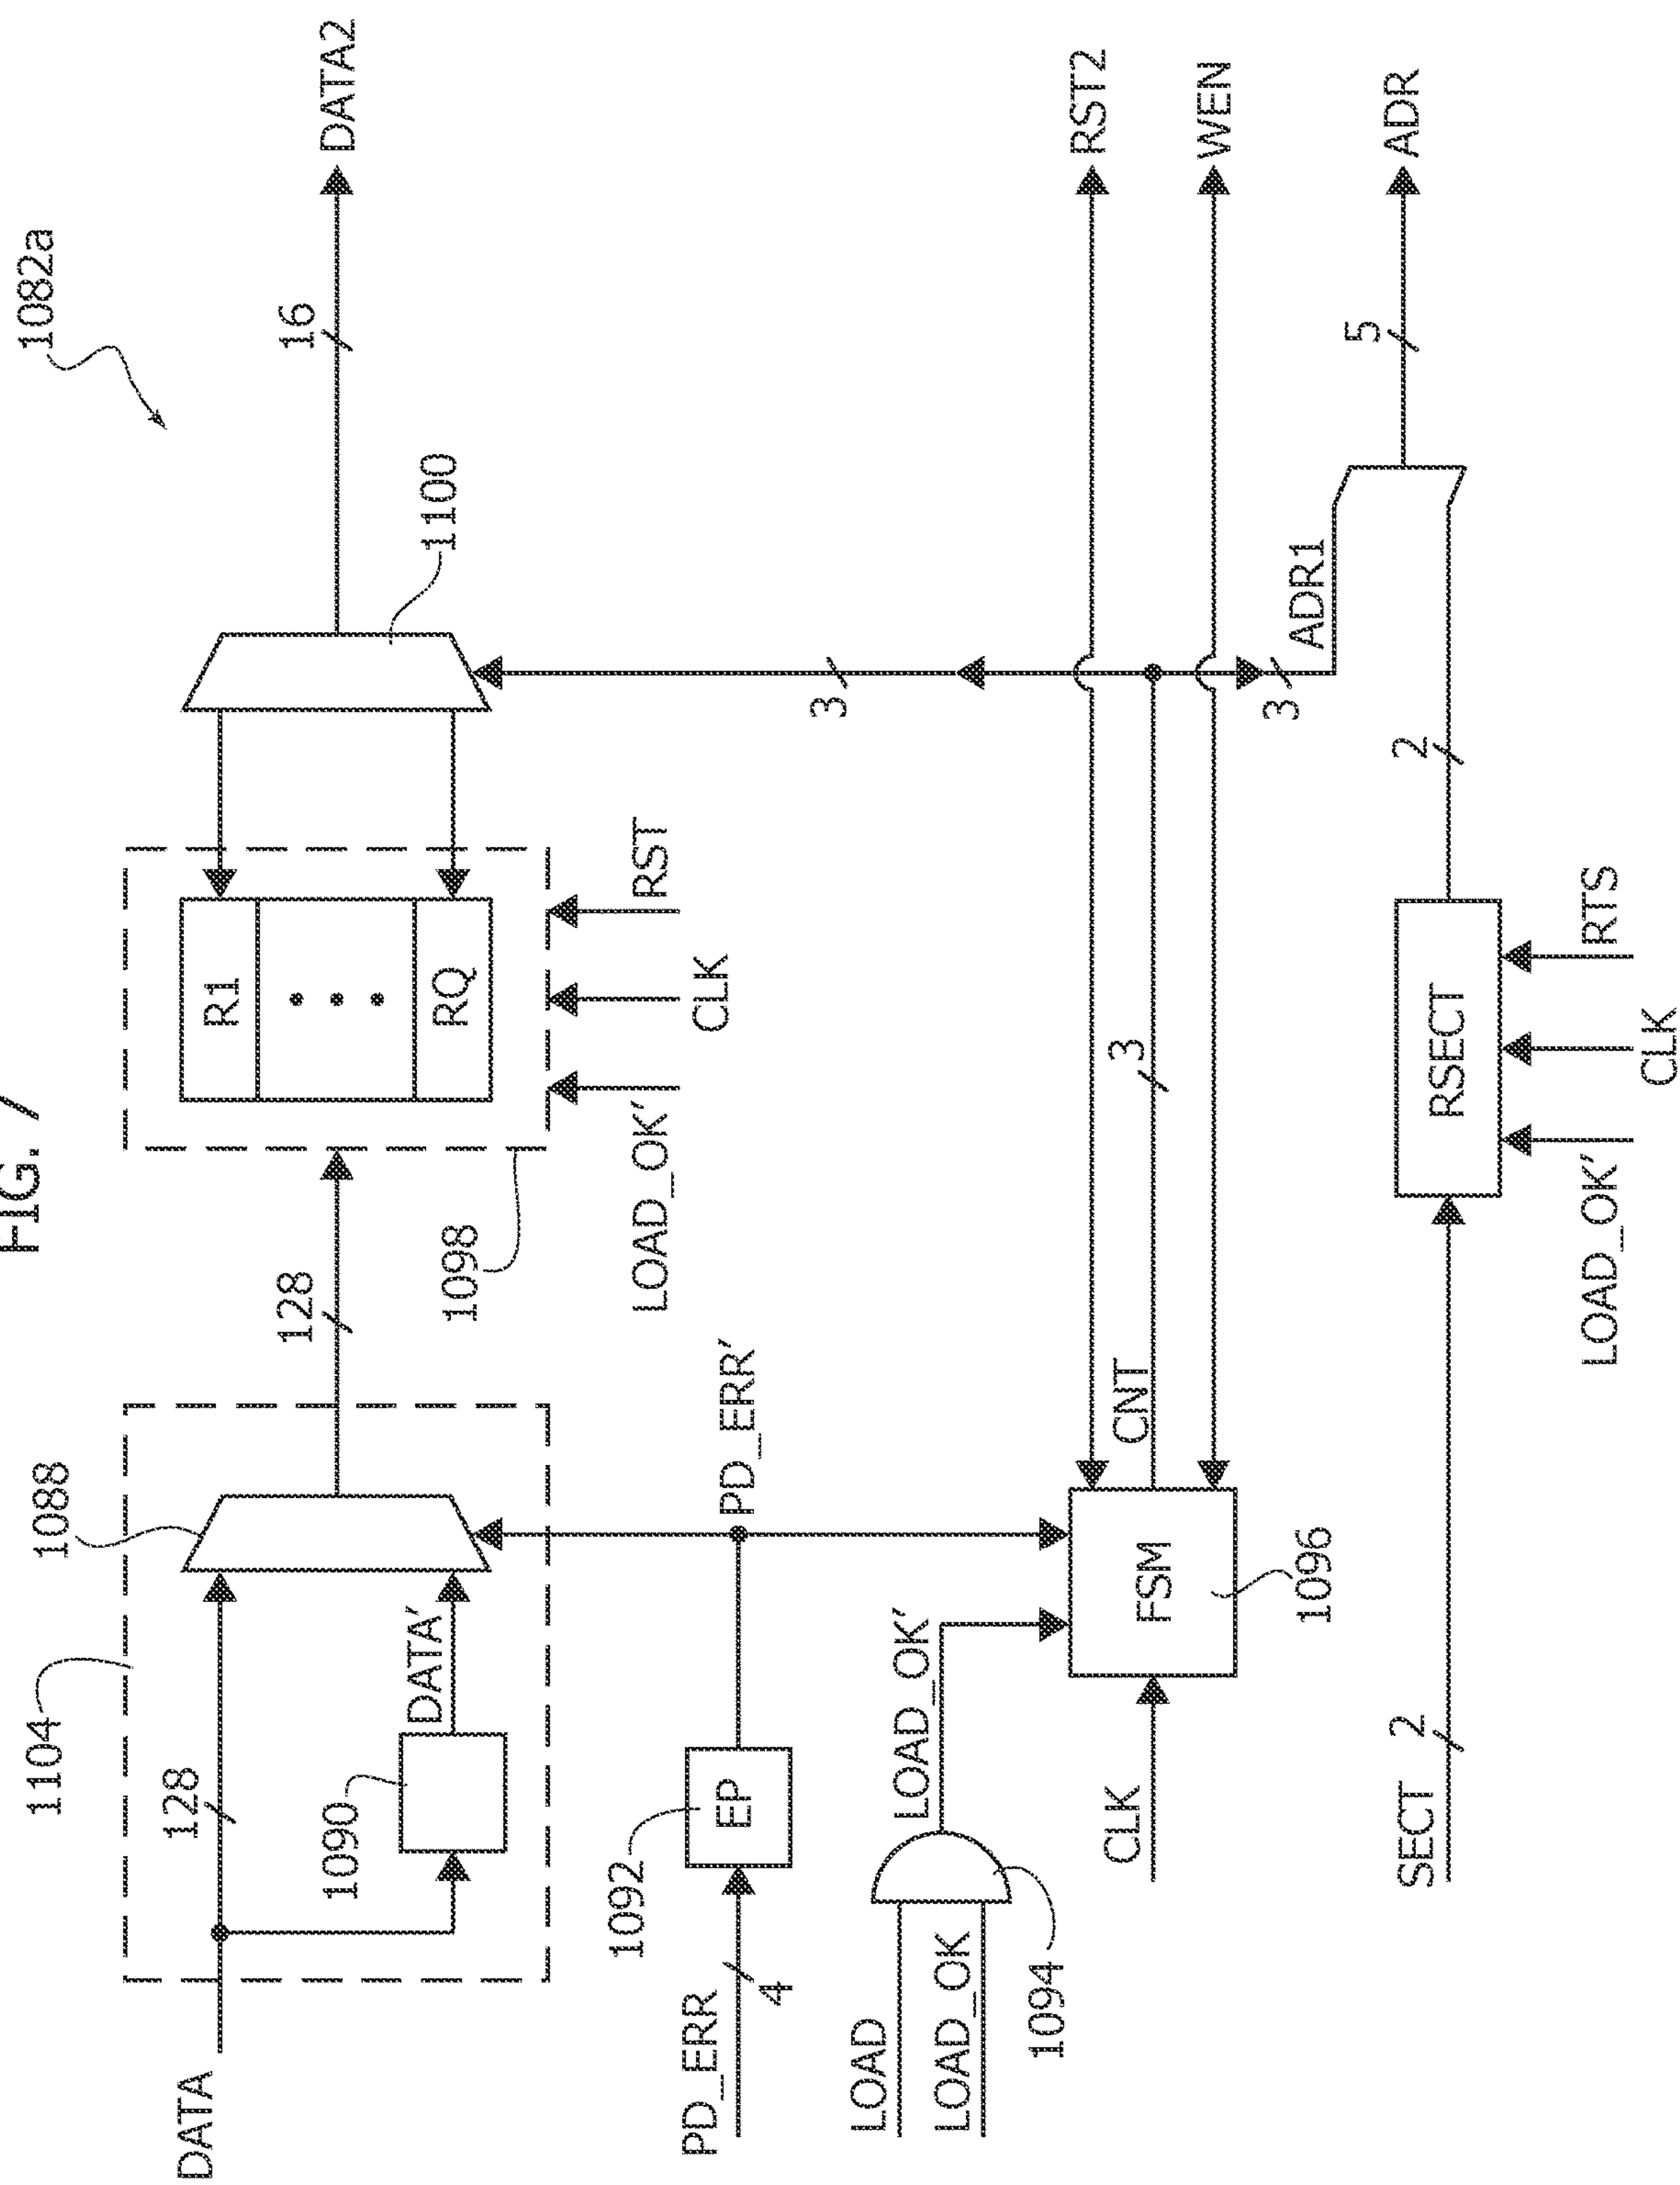 FIG. 7
1082a
1104
1088
DATA
128
1090
DATA'
128
R1
RQ
1098
LOAD_OK'
CLK
RST
1100
16
DATA2
PD_ERR
4
1092
EP
PD_ERR'
LOAD
LOAD_OK
1094
LOAD_OK'
CLK
FSM
1096
CNT
3
3
3
ADR1
RST2
WEN
SECT
2
RSECT
LOAD_OK'
CLK
RTS
2
5
ADR